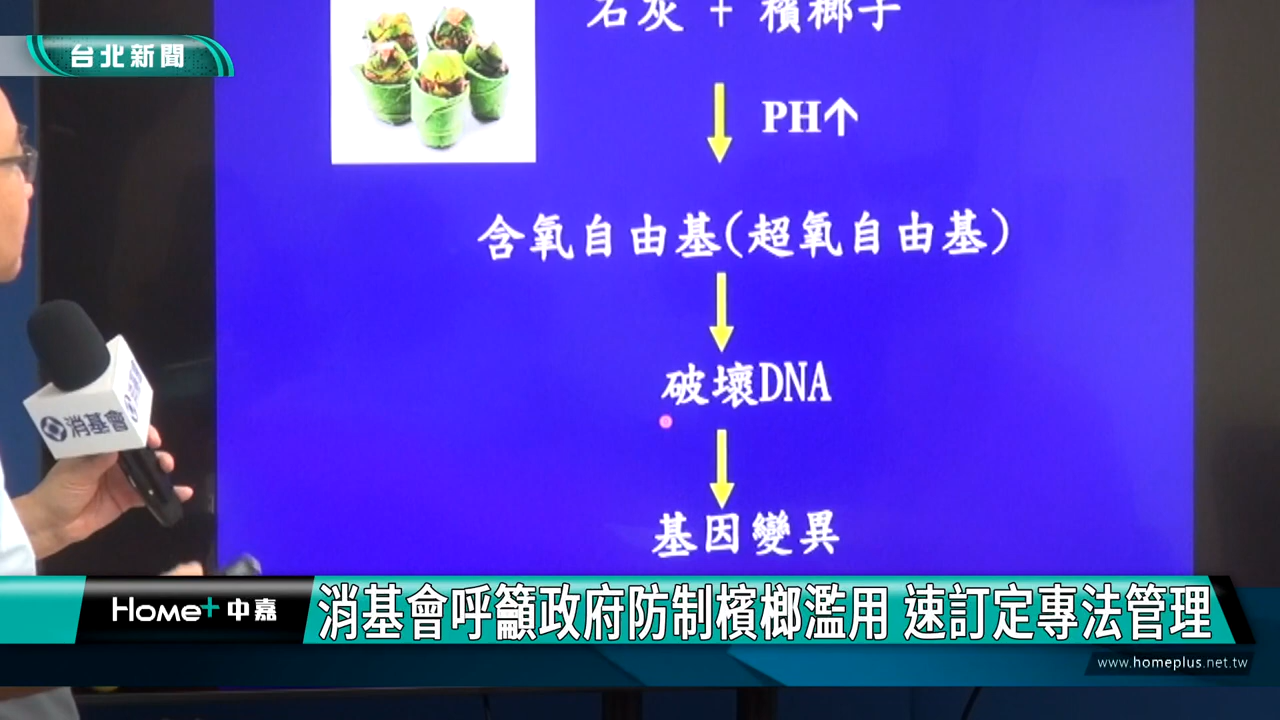 台北新聞
石灰 + 檳榔子
PH↑
含氧自由基(超氧自由基)
破壞DNA
基因變異
消基會
Home+ 中嘉
消基會呼籲政府防制檳榔濫用 速訂定專法管理
www.homeplus.net.tw